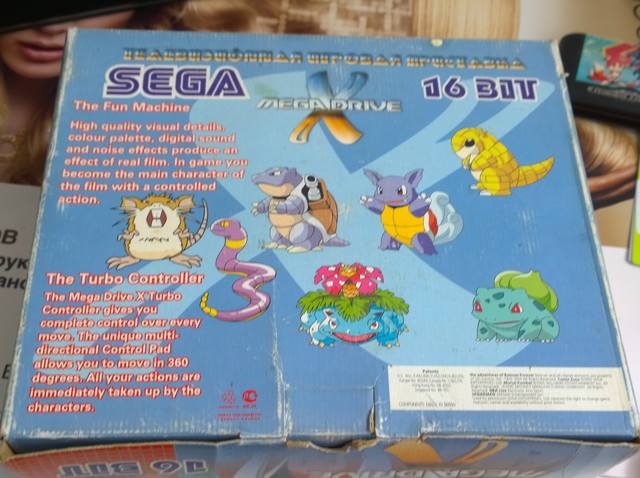 ТЕЛЕВИЗИОННАЯ ИГРОВАЯ ПРИСТАВКА
SEGA
MEGADRIVE
X
16 BIT
The Fun Machine
High quality visual details,
colour palette, digital sound
and noise effects produce an
effect of real film. In game you
become the main character of
the film with a controlled
action.
The Turbo Controller
The Mega Drive X Turbo
Controller gives you
complete control over every
move. The unique multi-
directional Control Pad
allows you to move in 360
degrees. All your actions are
immediately taken up by the
characters.
Patents
16 BIT
MEGADRIVE